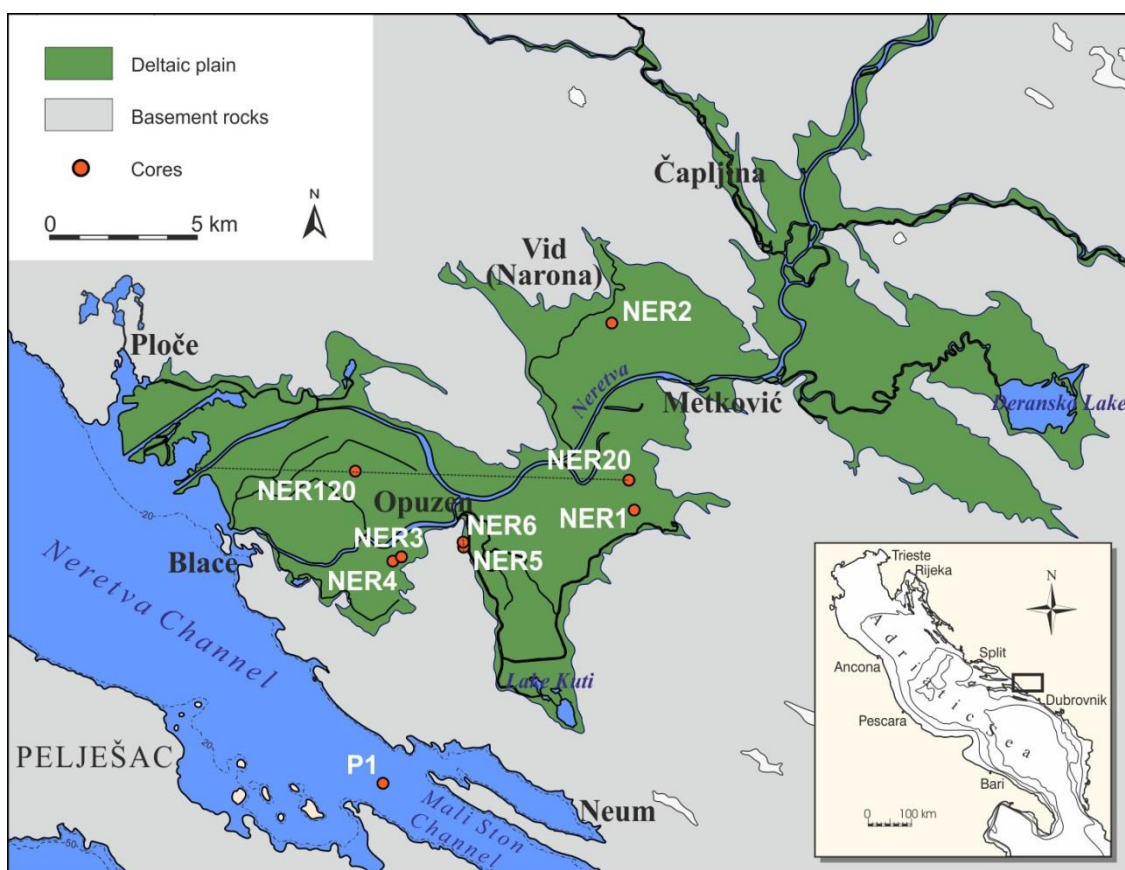 Deltaic plain
Basement rocks
Cores
0 5 km
N
Čapljina
Vid
(Narona)
NER2
Ploče
Neretva
Metković
Deransko Lake
NER20
NER120
Opuzen
NER1
-20
NER6
NER3
NER5
Blace
NER4
Neretva Channel
Lake Kuti
20
PELJEŠAC
P1
Neum
Mali Ston
Channel
-50
Trieste
Rijeka
N
Split
Ancona
Dubrovnik
Adriatic Sea
Pescara
Bari
0 100 km